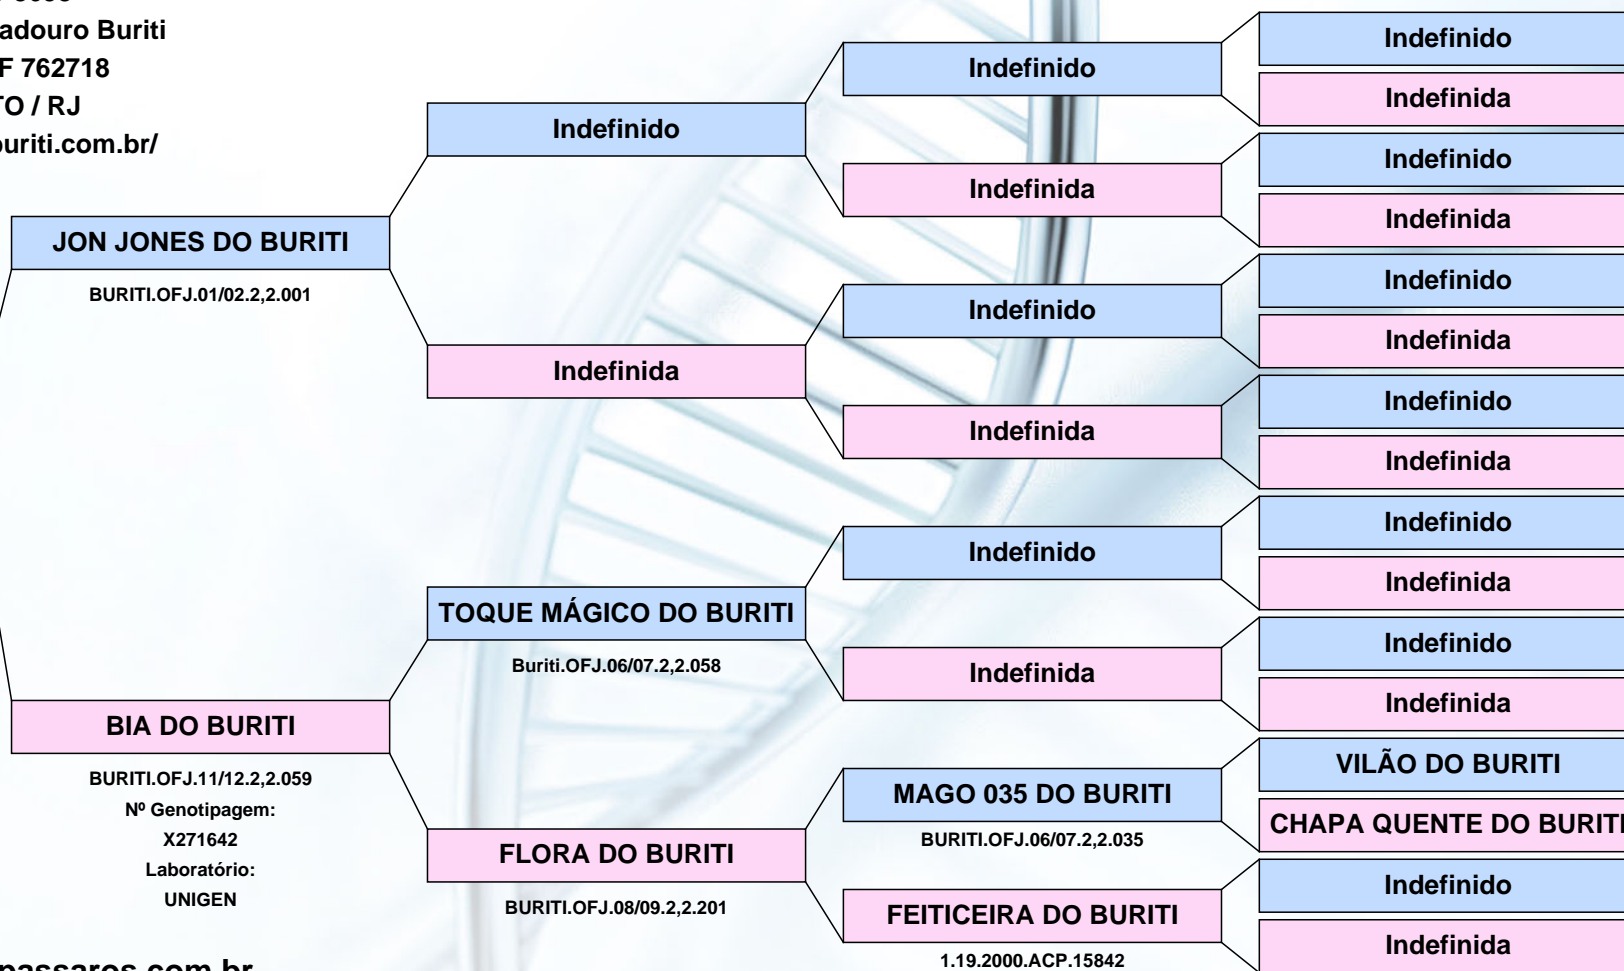 adouro Buriti
F 762718
TO / RJ
ouriti.com.br/
JON JONES DO BURITI
BURITI.OFJ.01/02.2,2.001
BIA DO BURITI
BURITI.OFJ.11/12.2,2.059
Nº Genotipagem:
X271642
Laboratório:
UNIGEN
passaros.com.br
Indefinido
Indefinida
TOQUE MÁGICO DO BURITI
Buriti.OFJ.06/07.2,2.058
FLORA DO BURITI
BURITI.OFJ.08/09.2,2.201
Indefinido
Indefinida
Indefinido
Indefinida
Indefinido
Indefinida
MAGO 035 DO BURITI
BURITI.OFJ.06/07.2,2.035
FEITICEIRA DO BURITI
1.19.2000.ACP.15842
Indefinido
Indefinida
Indefinido
Indefinida
Indefinido
Indefinida
Indefinido
Indefinida
Indefinido
Indefinida
Indefinido
Indefinida
VILÃO DO BURITI
CHAPA QUENTE DO BURITI
Indefinido
Indefinida